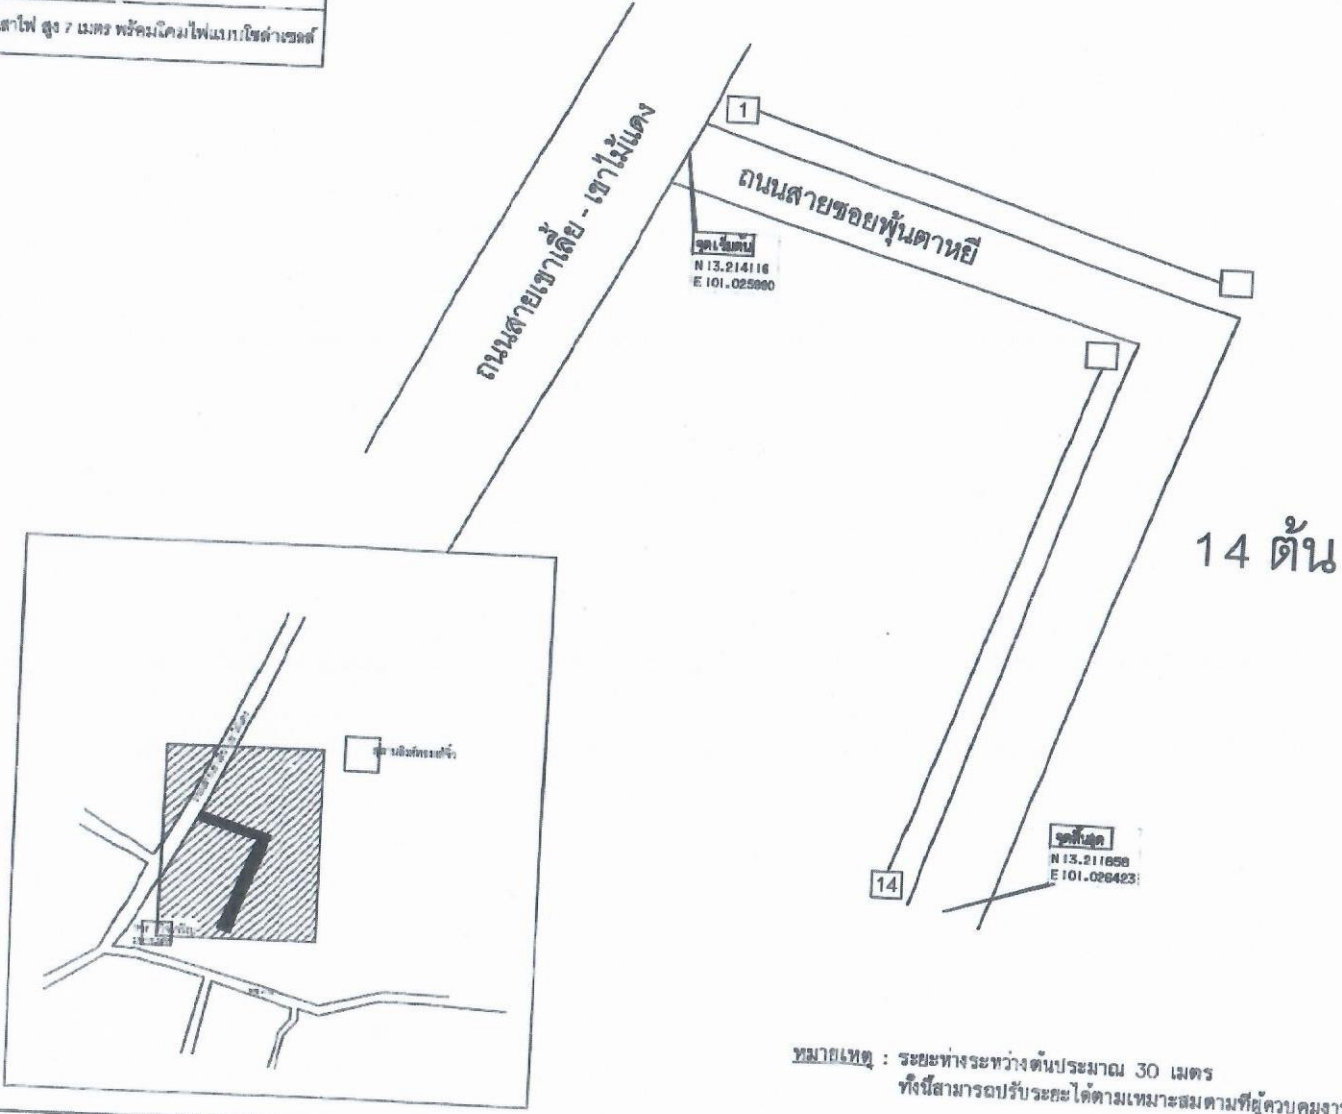 สาไฟ สูง 7 เมตร พร้อมโคมไฟแบบโซล่าเซลล์
1
ถนนสายเขาเลี้ย - เขาไม้แดง
ถนนสายซอยพุ้นตาหยี
จุดเริ่มต้น
N 13.214116
E 101.025880
14 ต้น
จุดสิ้นสุด
N 13.211858
E 101.026423
14
หมายเหตุ : ระยะห่างระหว่างต้นประมาณ 30 เมตร
ทั้งนี้สามารถปรับระยะได้ตามเหมาะสมตามที่ผู้ควบคุมงาน